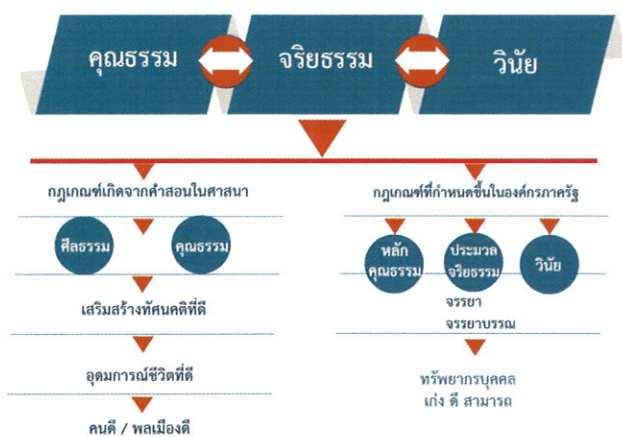 คุณธรรม
จริยธรรม
วินัย
กฎเกณฑ์เกิดจากคำสอนในศาสนา
ศีลธรรม
คุณธรรม
เสริมสร้างทัศนคติที่ดี
อุดมการณ์ชีวิตที่ดี
คนดี / พลเมืองดี
กฎเกณฑ์ที่กำหนดขึ้นในองค์กรภาครัฐ
หลัก
คุณธรรม
ประมวล
จริยธรรม
วินัย
จรรยา
จรรยาบรรณ
ทรัพยากรบุคคล
เก่ง ดี สามารถ